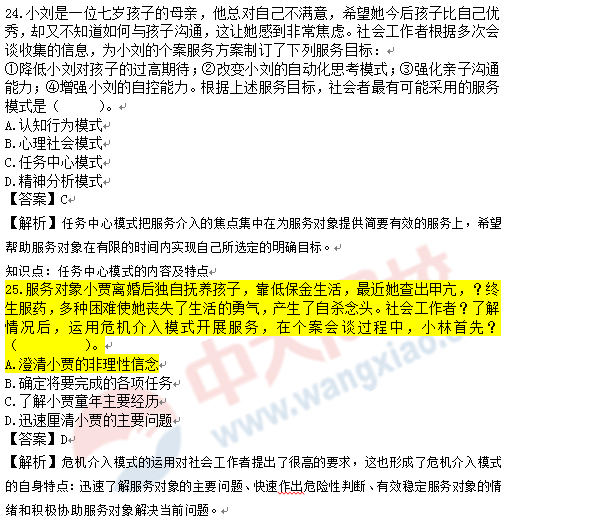 24.小刘是一位七岁孩子的母亲，他总对自己不满意，希望她今后孩子比自己优
秀，却又不知道如何与孩子沟通，这让她感到非常焦虑。社会工作者根据多次会
谈收集的信息，为小刘的个案服务方案制订了下列服务目标：
①降低小刘对孩子的过高期待；②改变小刘的自动化思考模式；③强化亲子沟通
能力；④增强小刘的自控能力。根据上述服务目标，社会者最有可能采用的服务
模式是（　　）。
A.认知行为模式
B.心理社会模式
C.任务中心模式
D.精神分析模式
【答案】C
【解析】任务中心模式把服务介入的焦点集中在为服务对象提供简要有效的服务上，希望
帮助服务对象在有限的时间内实现自己所选定的明确目标。
知识点：任务中心模式的内容及特点
25.服务对象小贾离婚后独自抚养孩子，靠低保金生活，最近她查出甲亢，？终
生服药，多种困难使她丧失了生活的勇气，产生了自杀念头。社会工作者？了解
情况后，运用危机介入模式开展服务，在个案会谈过程中，小林首先？
（　　　）。
A.澄清小贾的非理性信念
B.确定将要完成的各项任务
C.了解小贾童年主要经历
D.迅速厘清小贾的主要问题
【答案】D
【解析】危机介入模式的运用对社会工作者提出了很高的要求，这也形成了危机介入模式
的自身特点：迅速了解服务对象的主要问题、快速作出危险性判断、有效稳定服务对象的情
绪和积极协助服务对象解决当前问题。
中大网校
www.wangxiao.cn